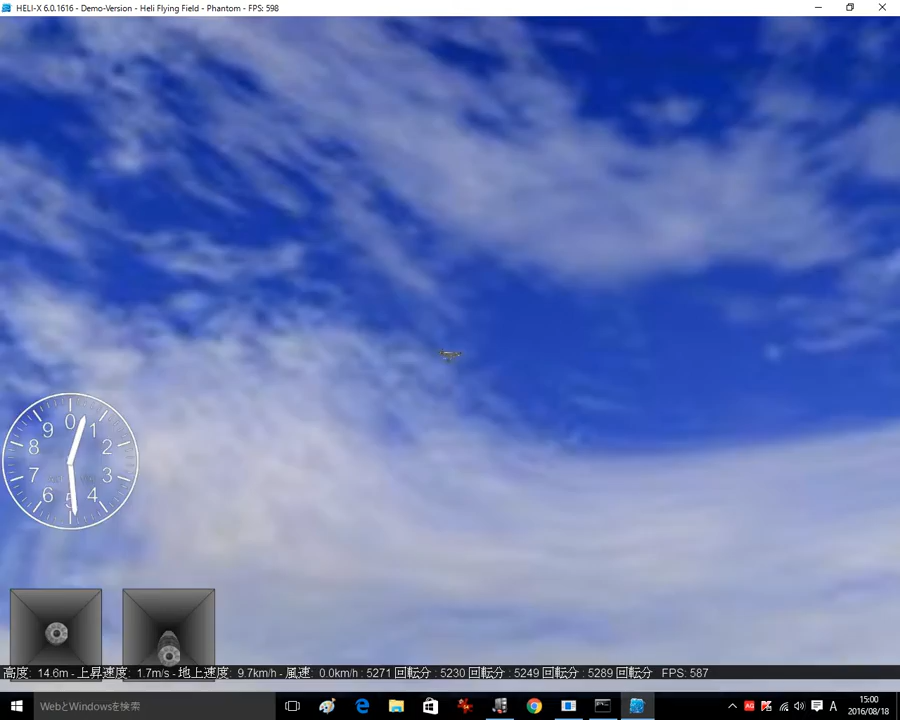 HELI-X 6.0.1616 - Demo-Version - Heli Flying Field - Phantom - FPS: 598
0
1
2
3
4
5
6
7
8
9
高度: 14.6m - 上昇速度: 1.7m/s - 地上速度: 9.7km/h - 風速: 0.0km/h : 5271 回転分 : 5230 回転分 : 5249 回転分 : 5289 回転分 FPS: 587
WebとWindowsを検索
AG
A
15:00
2016/08/18